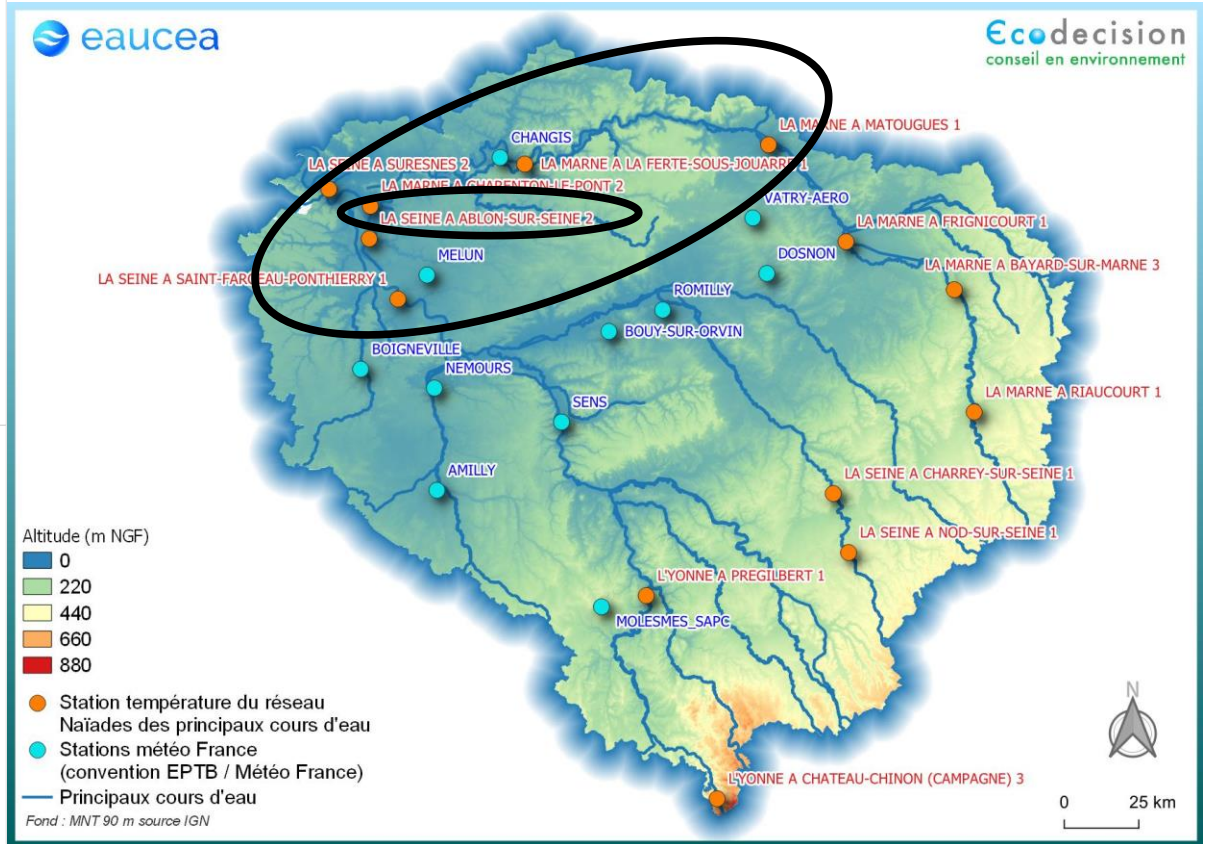 eaucea
Ecodecision
conseil en environnement
CHANGIS
LA MARNE A MATOUGUES 1
LA SEINE A SURESNES 2
LA MARNE A LA FERTE-SOUS-JOUARRE 1
LA MARNE A CHARENTON-LE-PONT 2
LA SEINE A ABLON-SUR-SEINE 2
VATRY-AERO
LA MARNE A FRIGNICOURT 1
MELUN
DOSNON
LA MARNE A BAYARD-SUR-MARNE 3
LA SEINE A SAINT-FARGEAU-PONTHIERRY 1
ROMILLY
BOUY-SUR-ORVIN
BOIGNEVILLE
NEMOURS
LA MARNE A RIAUCOURT 1
SENS
AMILLY
LA SEINE A CHARREY-SUR-SEINE 1
LA SEINE A NOD-SUR-SEINE 1
L'YONNE A PREGILBERT 1
MOLESMES_SAPC
L'YONNE A CHATEAU-CHINON (CAMPAGNE) 3
Altitude (m NGF)
0
220
440
660
880
Station température du réseau
Naïades des principaux cours d'eau
Stations météo France
(convention EPTB / Météo France)
Principaux cours d'eau
Fond : MNT 90 m source IGN
N
0 25 km